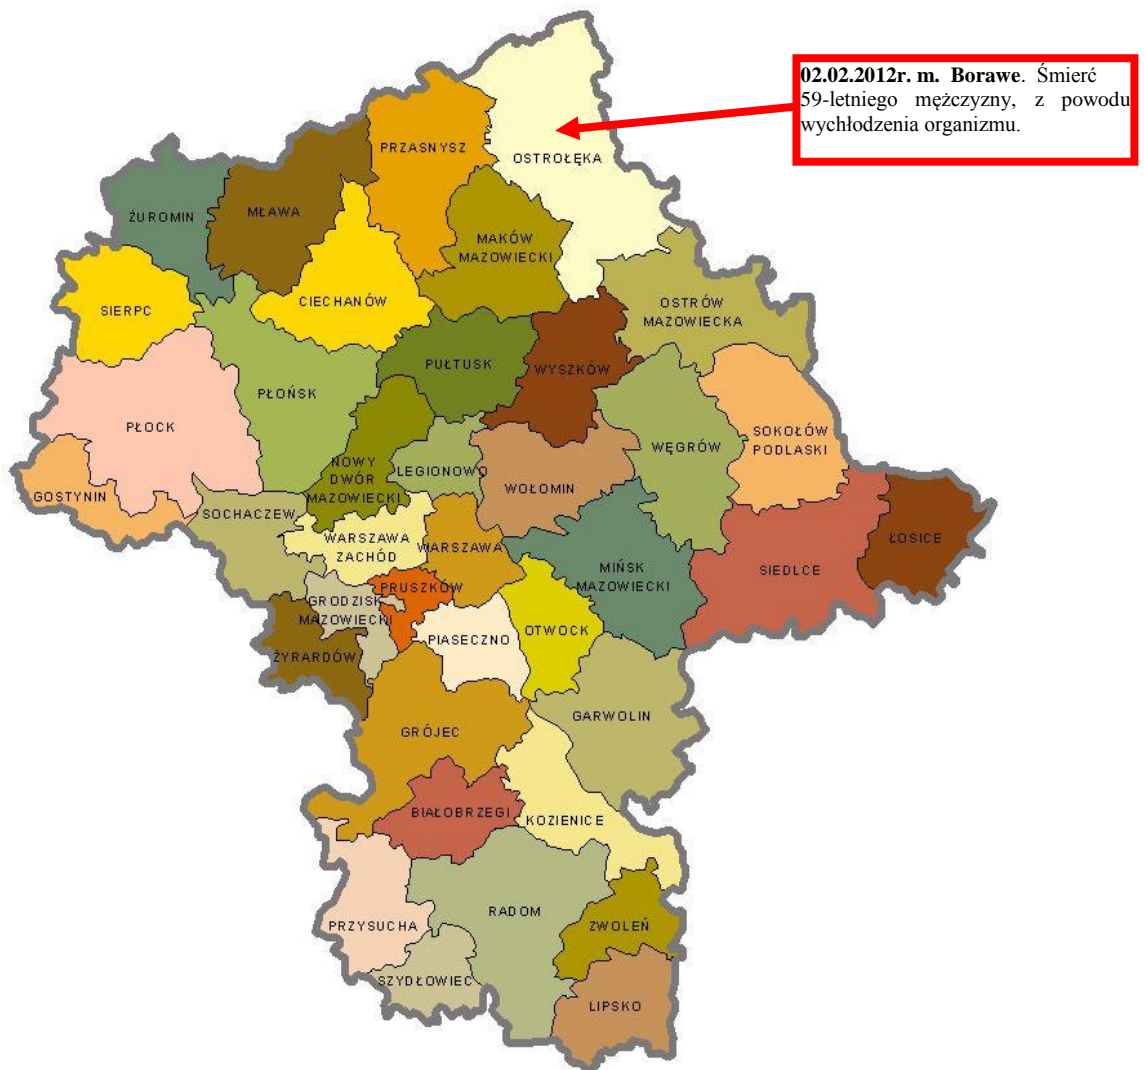 02.02.2012r. m. Borawe. Śmierć
59-letniego mężczyzny, z powodu
wychłodzenia organizmu.
PRZASNYSZ
OSTROŁĘKA
ŻUROMIN
MŁAWA
MAKÓW
MAZOWIECKI
SIERPC
CIECHANÓW
OSTRÓW
MAZOWIECKA
PŁOŃSK
PUŁTUSK
WYSZKÓW
PŁOCK
WĘGRÓW
SOKOŁÓW
PODLASKI
GOSTYNIN
NOWY
DWÓR
MAZOWIECKI
LEGIONOWO
WOŁOMIN
SOCHACZEW
WARSZAWA
ZACHÓD
WARSZAWA
MIŃSK
MAZOWIECKI
SIEDLCE
ŁOSICE
GRODZISK
MAZOWIECKI
PRUSZKÓW
PIASECZNO
OTWOCK
ŻYRARDÓW
GARWOLIN
GRÓJEC
BIAŁOBRZEGI
KOZIENICE
PRZYSUCHA
RADOM
ZWOLEŃ
SZYDŁOWIEC
LIPSKO